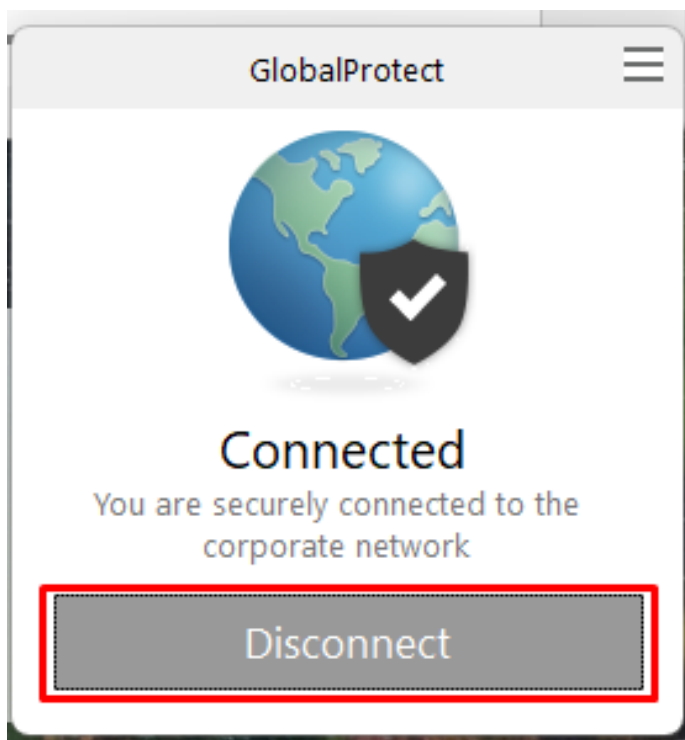 GlobalProtect
Connected
You are securely connected to the
corporate network
Disconnect